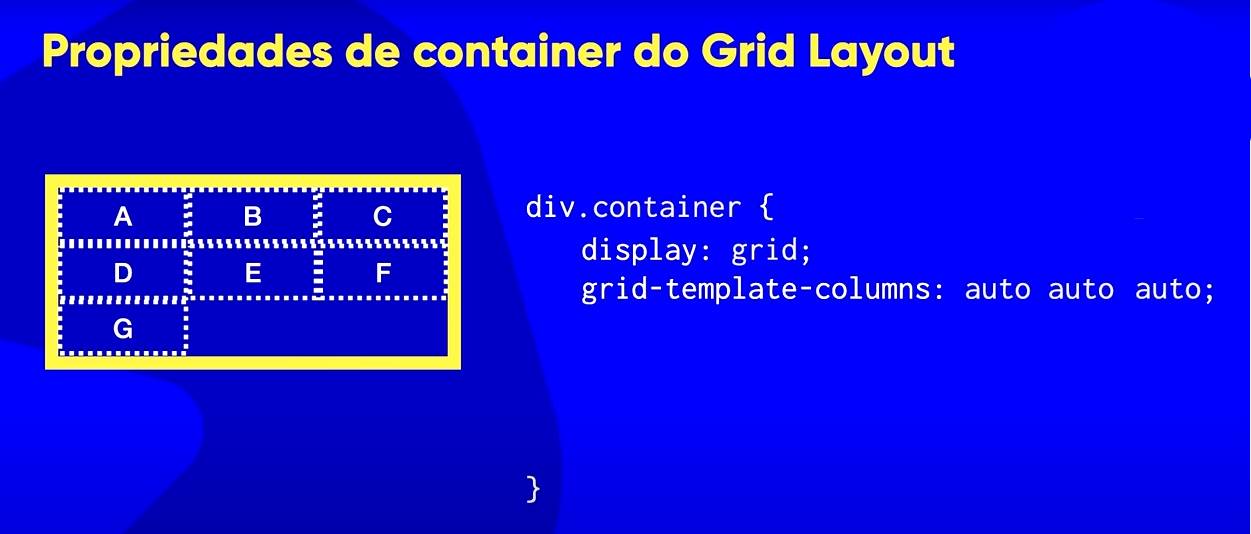 Propriedades de container do Grid Layout
A B C
D E F
G
div.container {
display: grid;
grid-template-columns: auto auto auto;
}